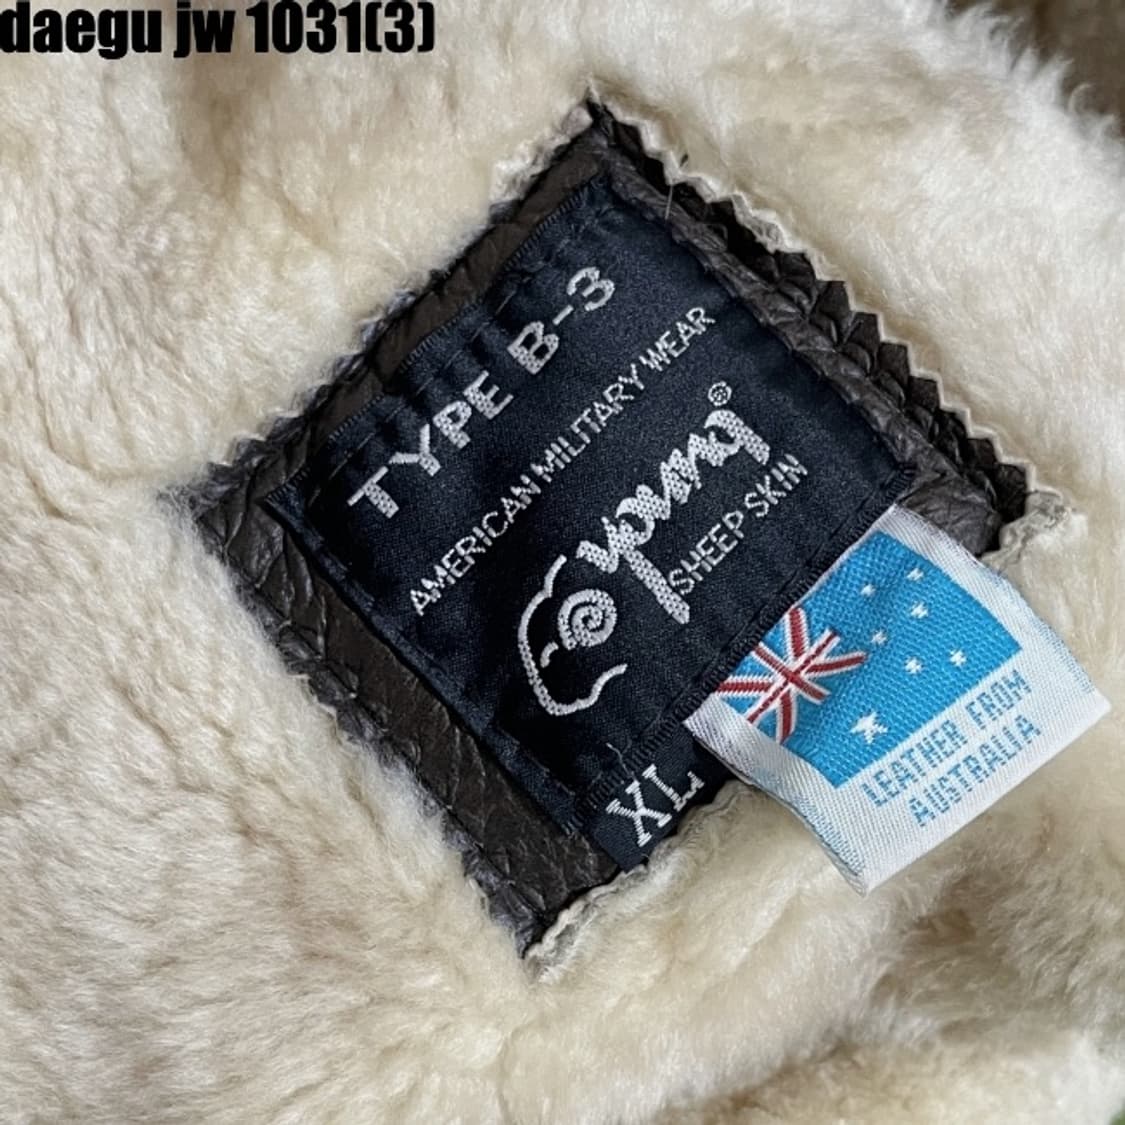 daegu jw 1031(3)
TYPE B-3
AMERICAN MILITARY WEAR
young®
SHEEP SKIN
XL
LEATHER FROM
AUSTRALIA